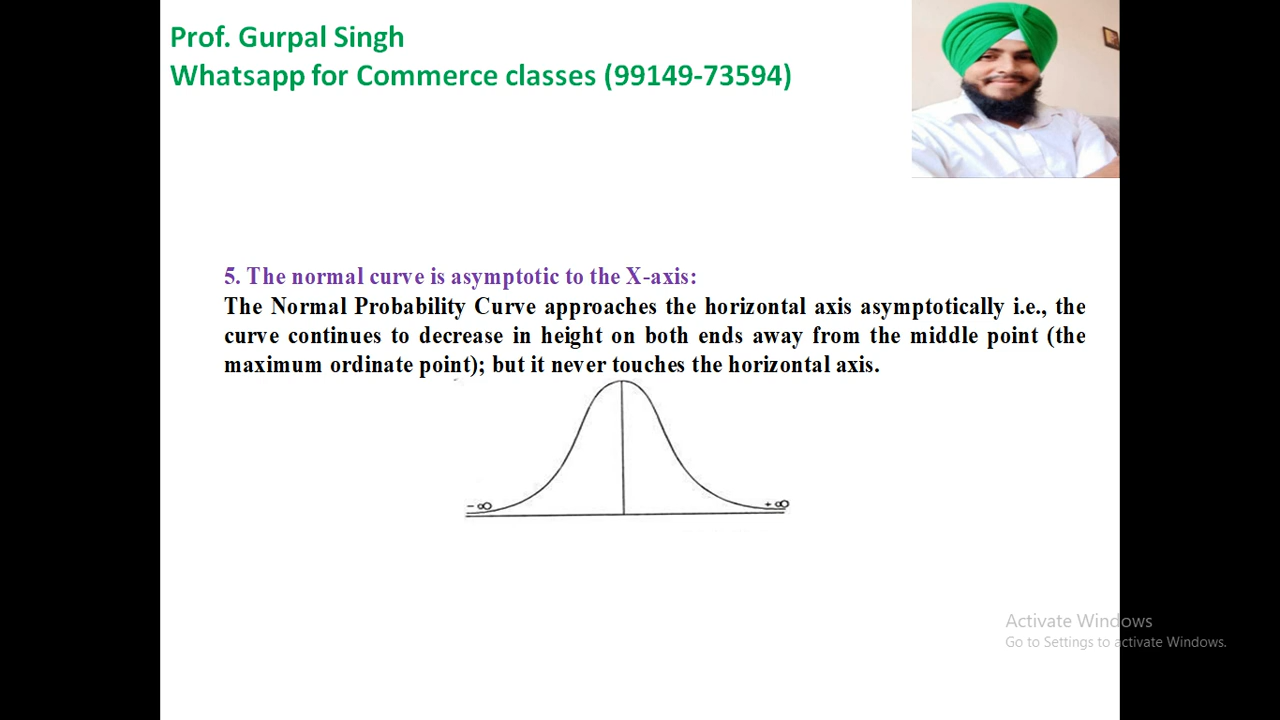 Prof. Gurpal Singh
Whatsapp for Commerce classes (99149-73594)
5. The normal curve is asymptotic to the X-axis:
The Normal Probability Curve approaches the horizontal axis asymptotically i.e., the
curve continues to decrease in height on both ends away from the middle point (the
maximum ordinate point); but it never touches the horizontal axis.
- ∞
+ ∞
Activate Windows
Go to Settings to activate Windows.